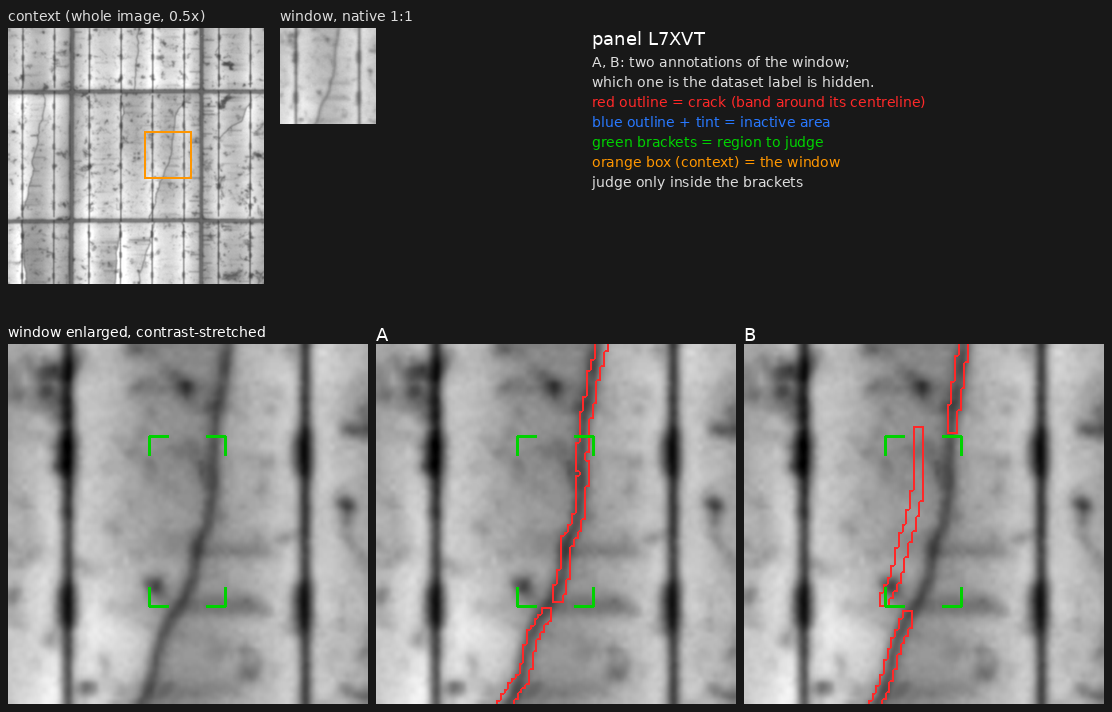 context (whole image, 0.5x)
window, native 1:1
panel L7XVT
A, B: two annotations of the window;
which one is the dataset label is hidden.
red outline = crack (band around its centreline)
blue outline + tint = inactive area
green brackets = region to judge
orange box (context) = the window
judge only inside the brackets
window enlarged, contrast-stretched
A
B